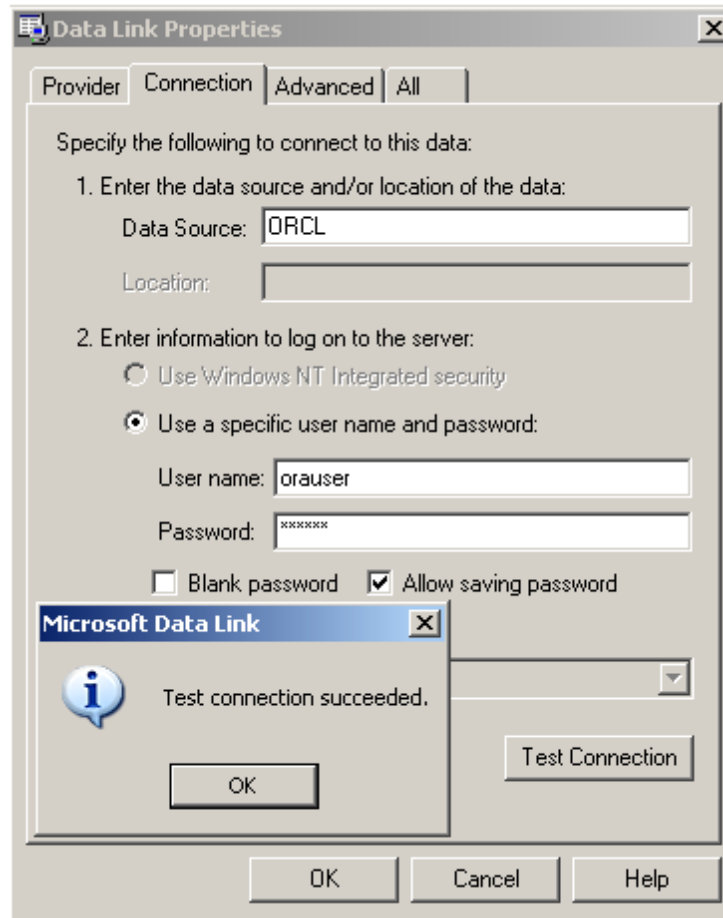 Data Link Properties
Provider Connection Advanced All
Specify the following to connect to this data:
1. Enter the data source and/or location of the data:
Data Source: ORCL
Location:
2. Enter information to log on to the server:
Use Windows NT Integrated security
Use a specific user name and password:
User name: orauser
Password: ******
Blank password Allow saving password
Microsoft Data Link
Test connection succeeded.
OK
Test Connection
OK Cancel Help